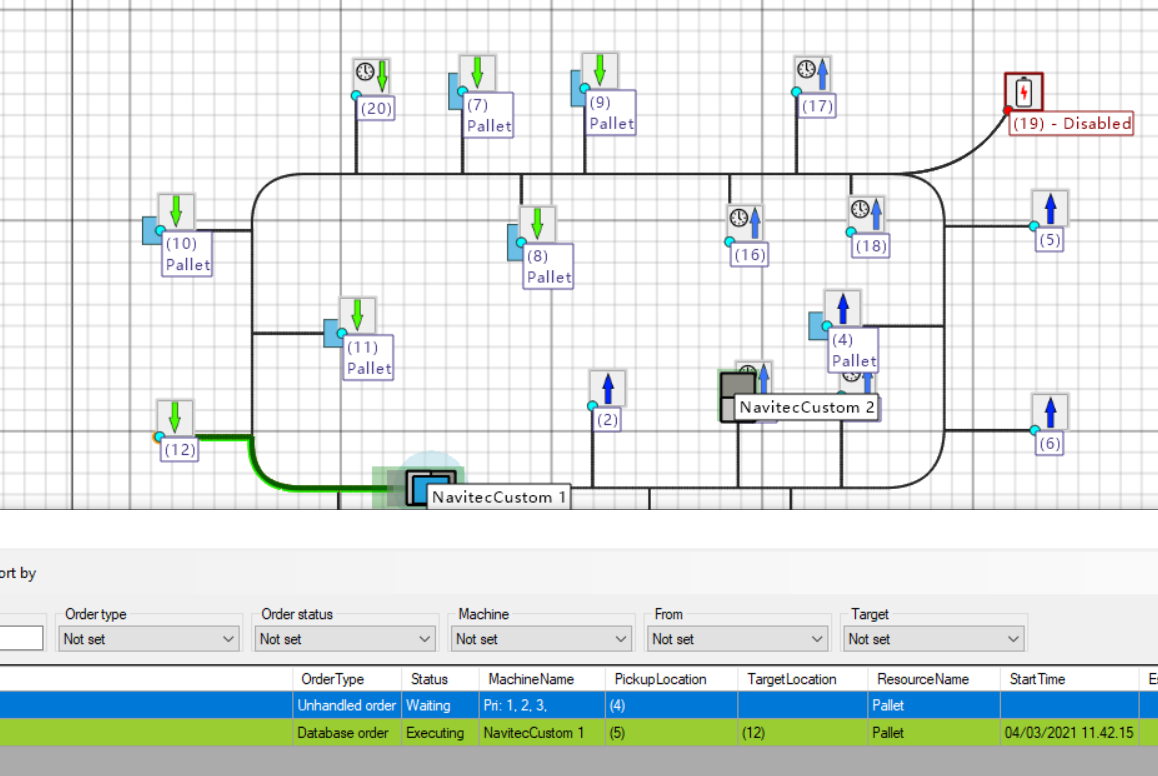 (20)
(7)
Pallet
(9)
Pallet
(17)
(19) - Disabled
(10)
Pallet
(8)
Pallet
(16)
(18)
(5)
(11)
Pallet
(4)
Pallet
(12)
(2)
NavitecCustom 2
(6)
NavitecCustom 1
ort by
Order type
Order status
Machine
From
Target
Not set
Not set
Not set
Not set
Not set
OrderType Status MachineName PickupLocation TargetLocation ResourceName StartTime Es
Unhandled order Waiting Pri: 1, 2, 3, (4) Pallet
Database order Executing NavitecCustom 1 (5) (12) Pallet 04/03/2021 11.42.15